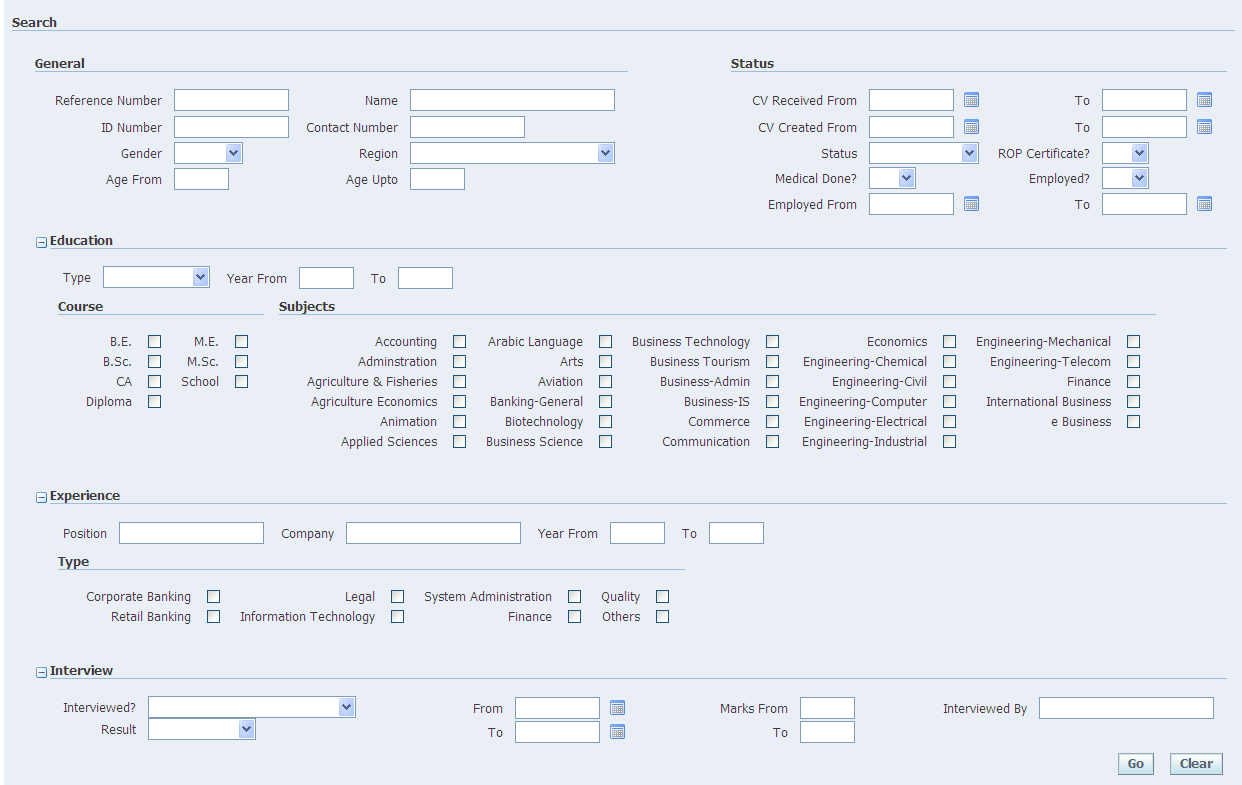 Search
General
Status
Reference Number Name CV Received From To
ID Number Contact Number CV Created From To
Gender Region Status ROP Certificate?
Age From Age Upto Medical Done? Employed?
Employed From To
Education
Type Year From To
Course Subjects
B.E. M.E. Accounting Arabic Language Business Technology Economics Engineering-Mechanical
B.Sc. M.Sc. Adminstration Arts Business Tourism Engineering-Chemical Engineering-Telecom
CA School Agriculture & Fisheries Aviation Business-Admin Engineering-Civil Finance
Diploma Agriculture Economics Banking-General Business-IS Engineering-Computer International Business
Animation Biotechnology Commerce Engineering-Electrical e Business
Applied Sciences Business Science Communication Engineering-Industrial
Experience
Position Company Year From To
Type
Corporate Banking Legal System Administration Quality
Retail Banking Information Technology Finance Others
Interview
Interviewed? From Marks From Interviewed By
Result To To
Go Clear